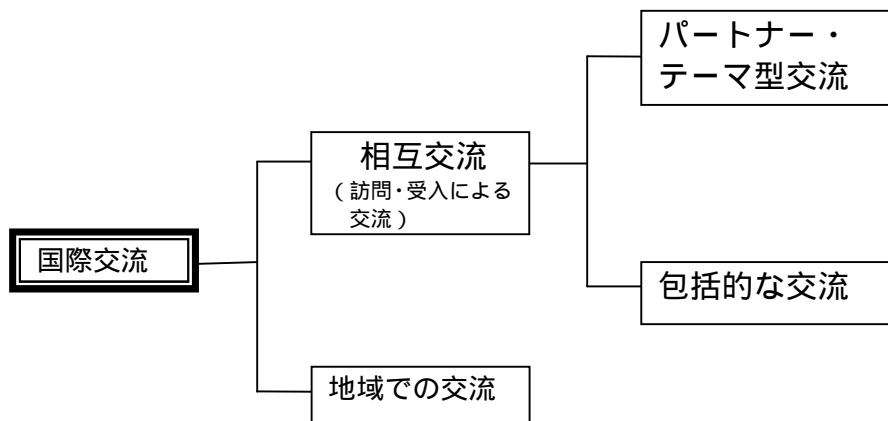 パートナー・
テーマ型交流
相互交流
(訪問・受入による
交流)
国際交流
包括的な交流
地域での交流